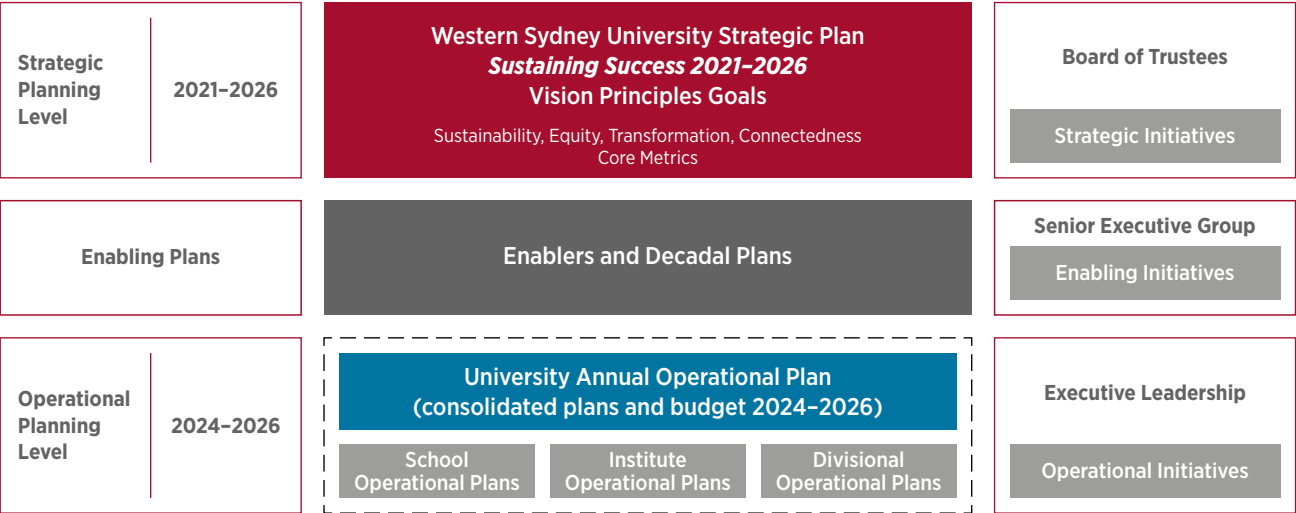 Strategic
Planning
Level
2021–2026
Western Sydney University Strategic Plan
Sustaining Success 2021–2026
Vision Principles Goals
Sustainability, Equity, Transformation, Connectedness
Core Metrics
Board of Trustees
Strategic Initiatives
Enabling Plans
Enablers and Decadal Plans
Senior Executive Group
Enabling Initiatives
Operational
Planning
Level
2024–2026
University Annual Operational Plan
(consolidated plans and budget 2024–2026)
School
Operational Plans
Institute
Operational Plans
Divisional
Operational Plans
Executive Leadership
Operational Initiatives